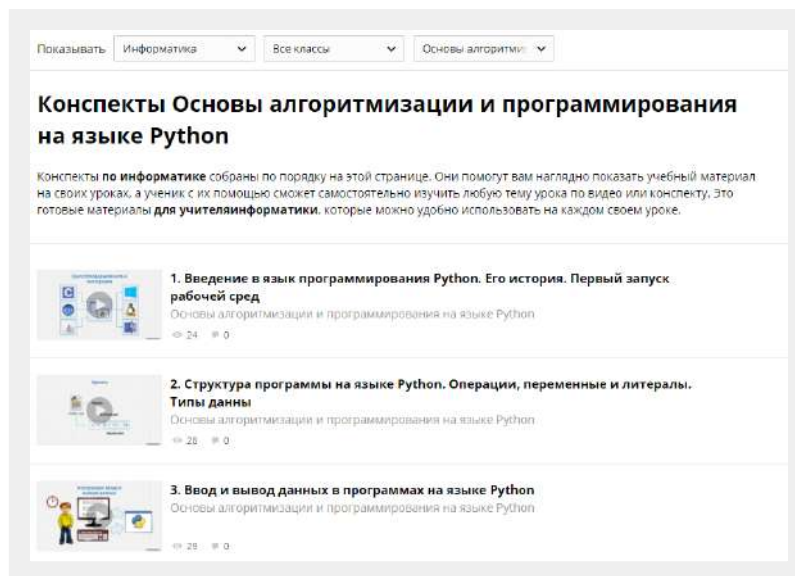 Показывать Информатика Все классы Основы алгоритми
Конспекты Основы алгоритмизации и программирования
на языке Python
Конспекты по информатике собраны по порядку на этой странице. Они помогут вам наглядно показать учебный материал
на своих уроках, а ученик с их помощью сможет самостоятельно изучить любую тему урока по видео или конспекту. Это
готовые материалы для учителяинформатики, которые можно удобно использовать на каждом своем уроке.
1. Введение в язык программирования Python. Его история. Первый запуск
рабочей сред
Основы алгоритмизации и программирования на языке Python
24 0
2. Структура программы на языке Python. Операции, переменные и литералы.
Типы данны
Основы алгоритмизации и программирования на языке Python
28 0
3. Ввод и вывод данных в программах на языке Python
Основы алгоритмизации и программирования на языке Python
29 0